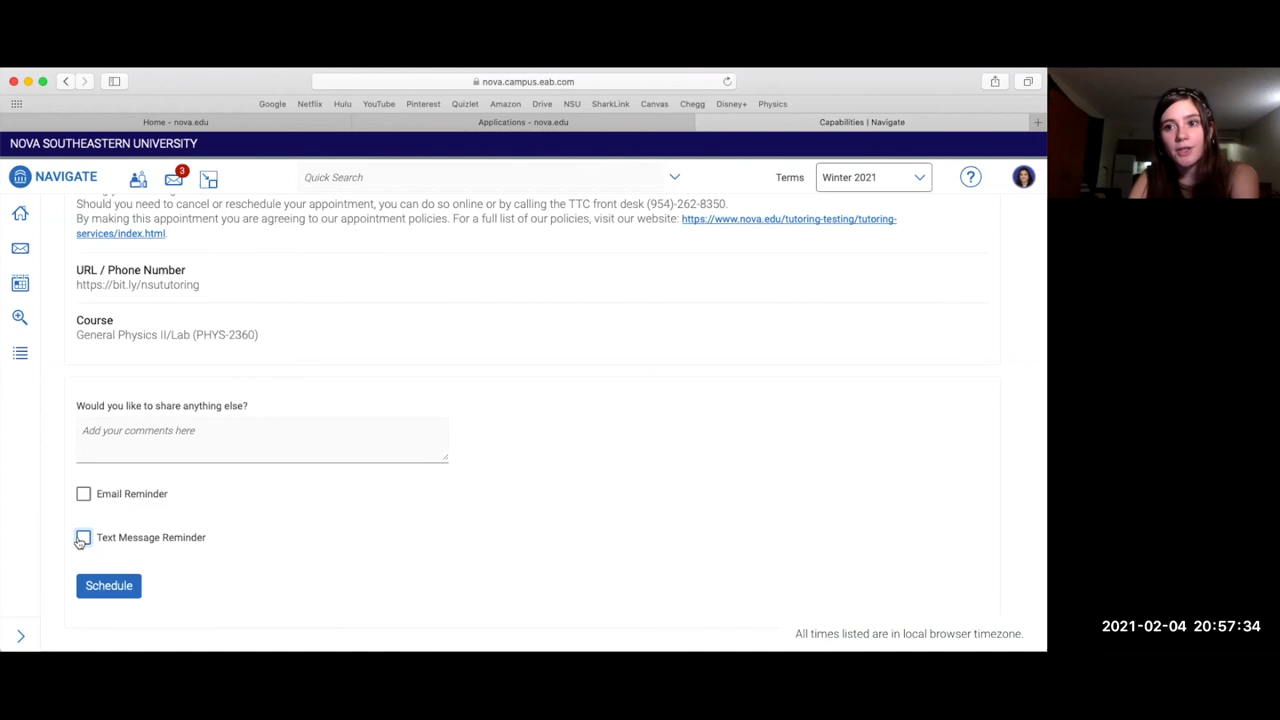 nova.campus.eab.com
Google Netflix Hulu YouTube Pinterest Quizlet Amazon Drive NSU SharkLink Canvas Chegg Disney+ Physics
Home - nova.edu Applications - nova.edu Capabilities | Navigate
NOVA SOUTHEASTERN UNIVERSITY
NAVIGATE 3 Quick Search Terms Winter 2021 ?
Should you need to cancel or reschedule your appointment, you can do so online or by calling the TTC front desk (954)-262-8350.
By making this appointment you are agreeing to our appointment policies. For a full list of our policies, visit our website: https://www.nova.edu/tutoring-testing/tutoring-
services/index.html.
URL / Phone Number
https://bit.ly/nsututoring
Course
General Physics II/Lab (PHYS-2360)
Would you like to share anything else?
Add your comments here
Email Reminder
Text Message Reminder
Schedule
All times listed are in local browser timezone.
2021-02-04 20:57:34